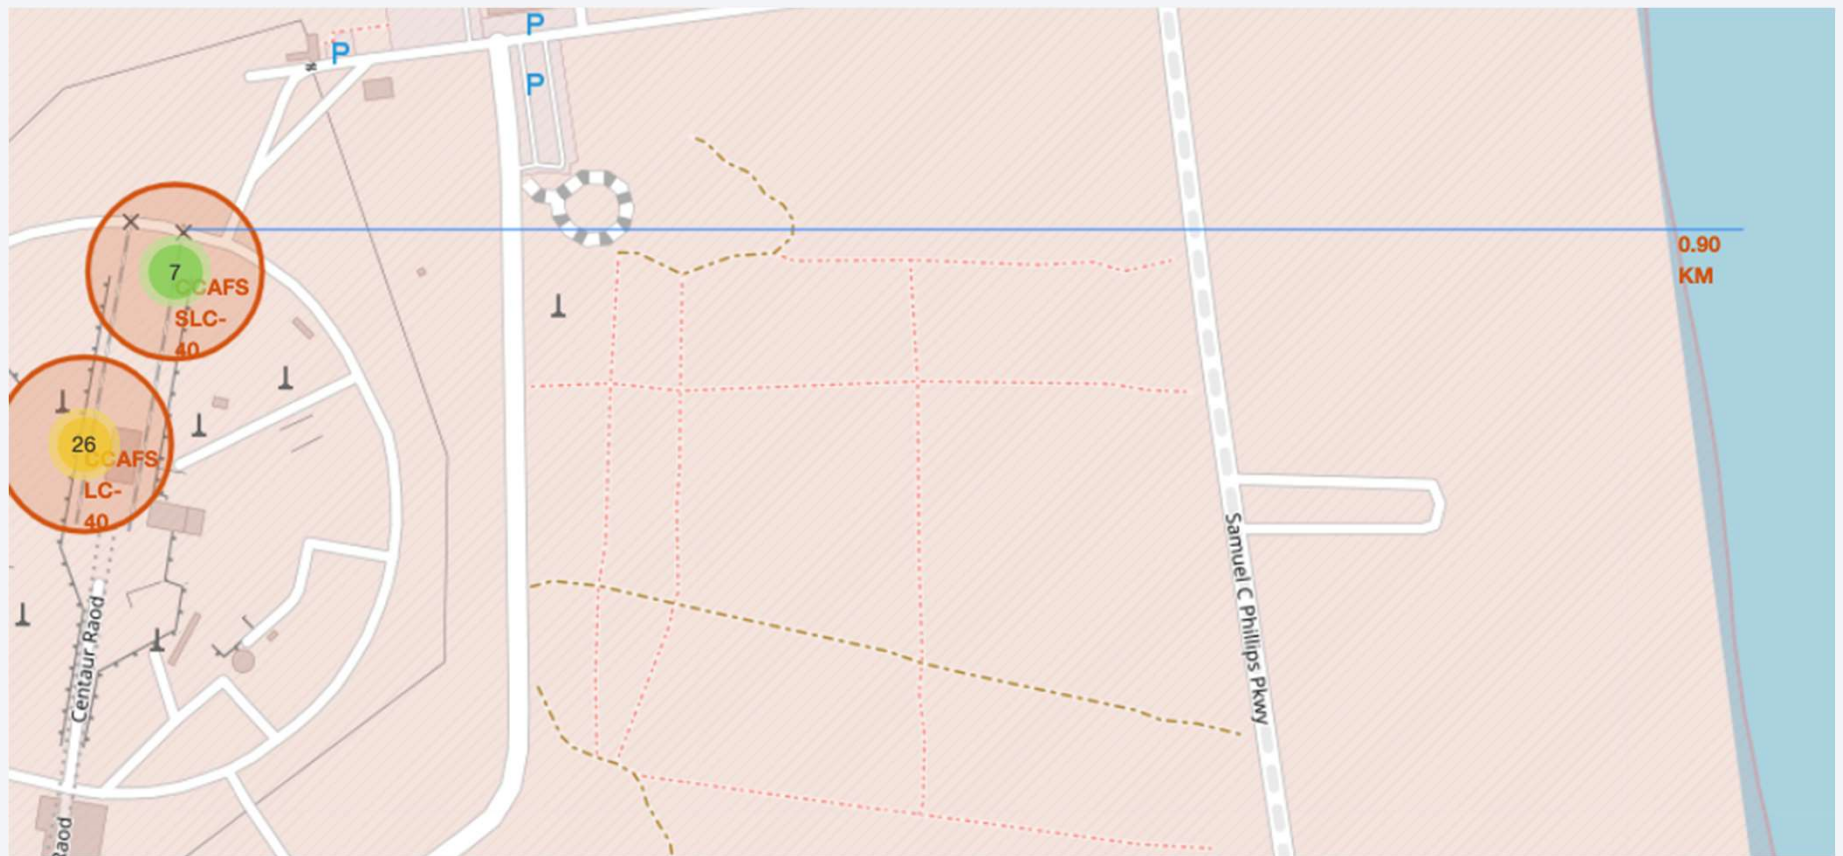 P
P
P
7
CCAFS
SLC-
40
0.90
KM
26
CCAFS
LC-
40
Samuel C Phillips Pkwy
Centaur Raod
Raod